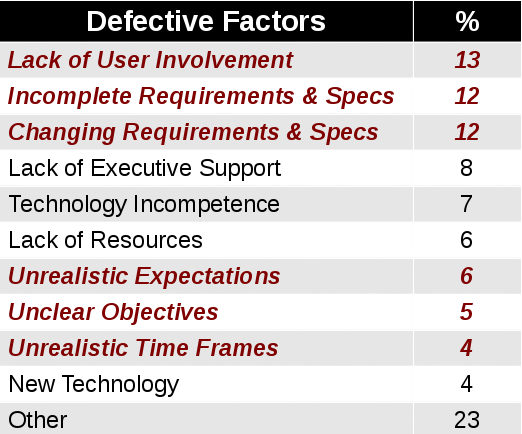 Defective Factors %
Lack of User Involvement 13
Incomplete Requirements & Specs 12
Changing Requirements & Specs 12
Lack of Executive Support 8
Technology Incompetence 7
Lack of Resources 6
Unrealistic Expectations 6
Unclear Objectives 5
Unrealistic Time Frames 4
New Technology 4
Other 23